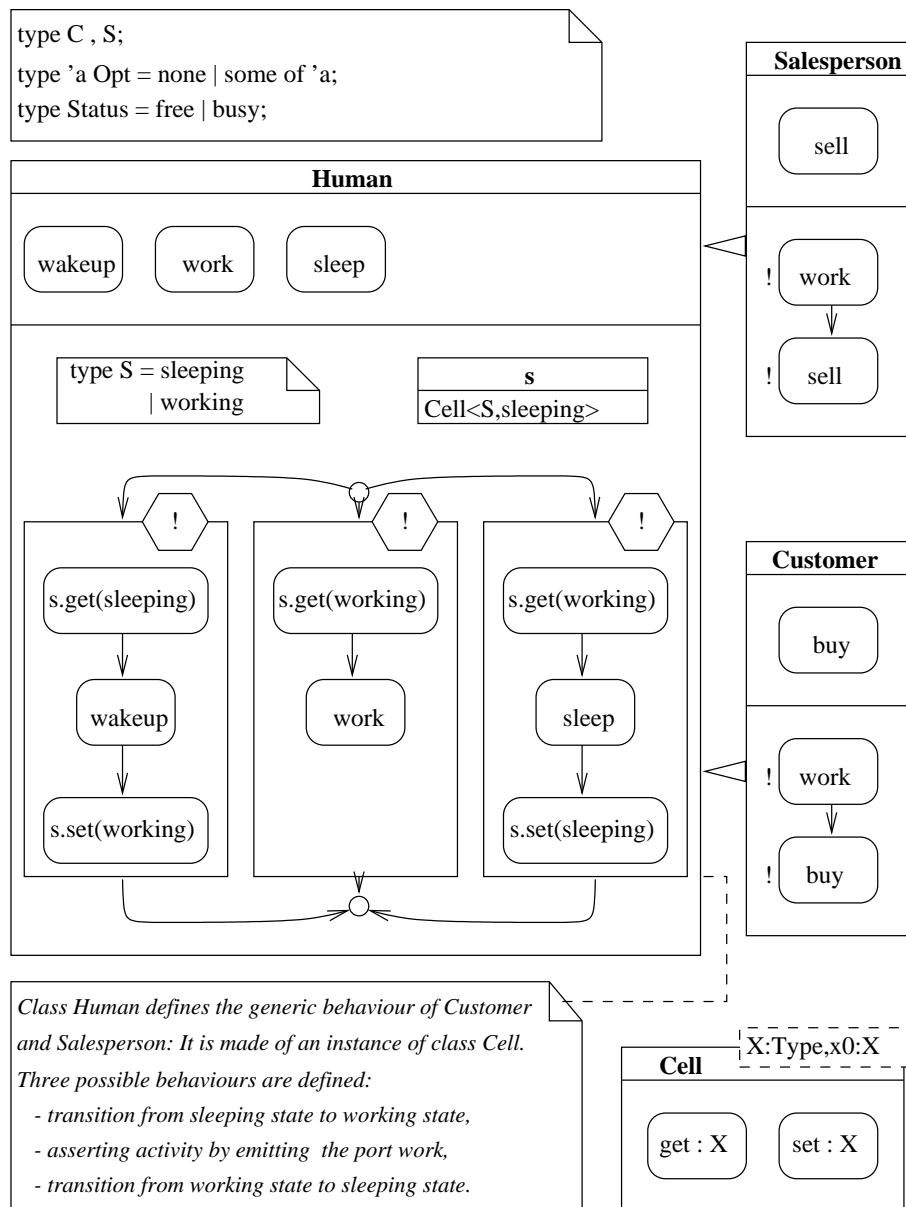 type C , S;
type ’a Opt = none | some of ’a;
type Status = free | busy;
Salesperson
sell
!
work
!
sell
Human
wakeup
work
sleep
type S = sleeping
| working
s
Cell<S,sleeping>
!
!
!
s.get(sleeping)
s.get(working)
s.get(working)
wakeup
work
sleep
s.set(working)
s.set(sleeping)
Customer
buy
!
work
!
buy
Class Human defines the generic behaviour of Customer
and Salesperson: It is made of an instance of class Cell.
Three possible behaviours are defined:
- transition from sleeping state to working state,
- asserting activity by emitting the port work,
- transition from working state to sleeping state.
X:Type,x0:X
Cell
get : X
set : X